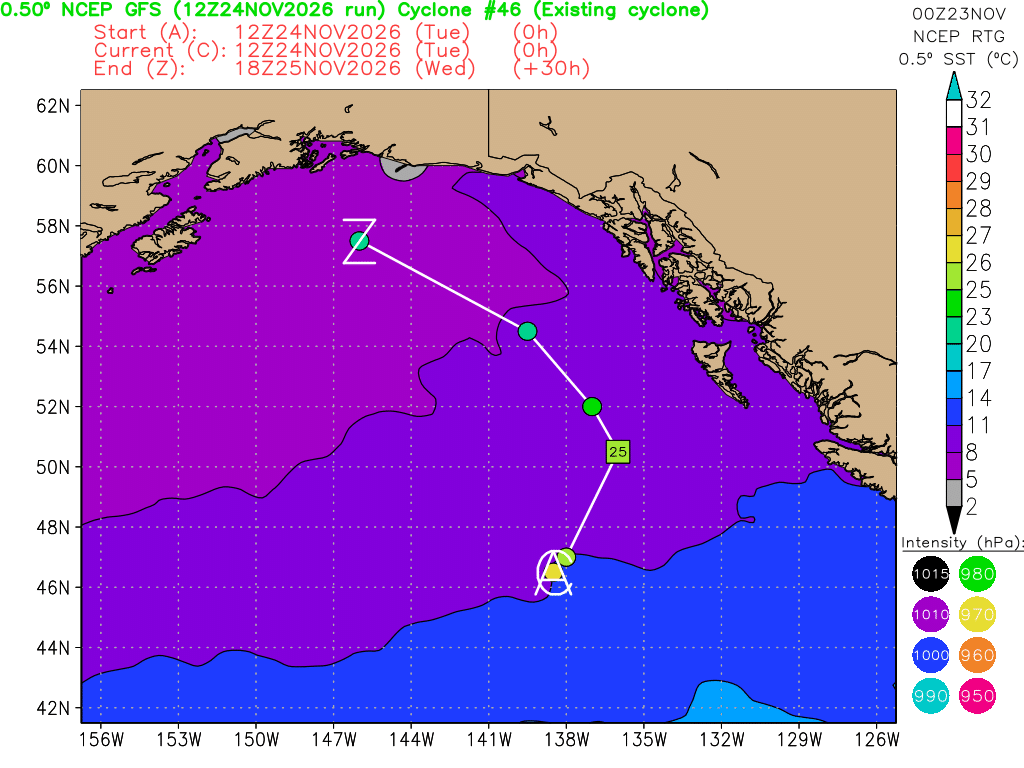 0.50º NCEP GFS (12Z24NOV2026 run) Cyclone #46 (Existing cyclone)
Start (A): 12Z24NOV2026 (Tue) (0h)
Current (C): 12Z24NOV2026 (Tue) (0h)
End (Z): 18Z25NOV2026 (Wed) (+30h)
00Z23NOV
NCEP RTG
0.5º SST (ºC)
32
31
30
29
28
27
26
25
23
20
17
14
11
8
5
2
Intensity (hPa):
1015 980
1010 970
1000 960
990 950
62N
60N
58N
56N
54N
52N
50N
48N
46N
44N
42N
Z
25
A
C
156W 153W 150W 147W 144W 141W 138W 135W 132W 129W 126W